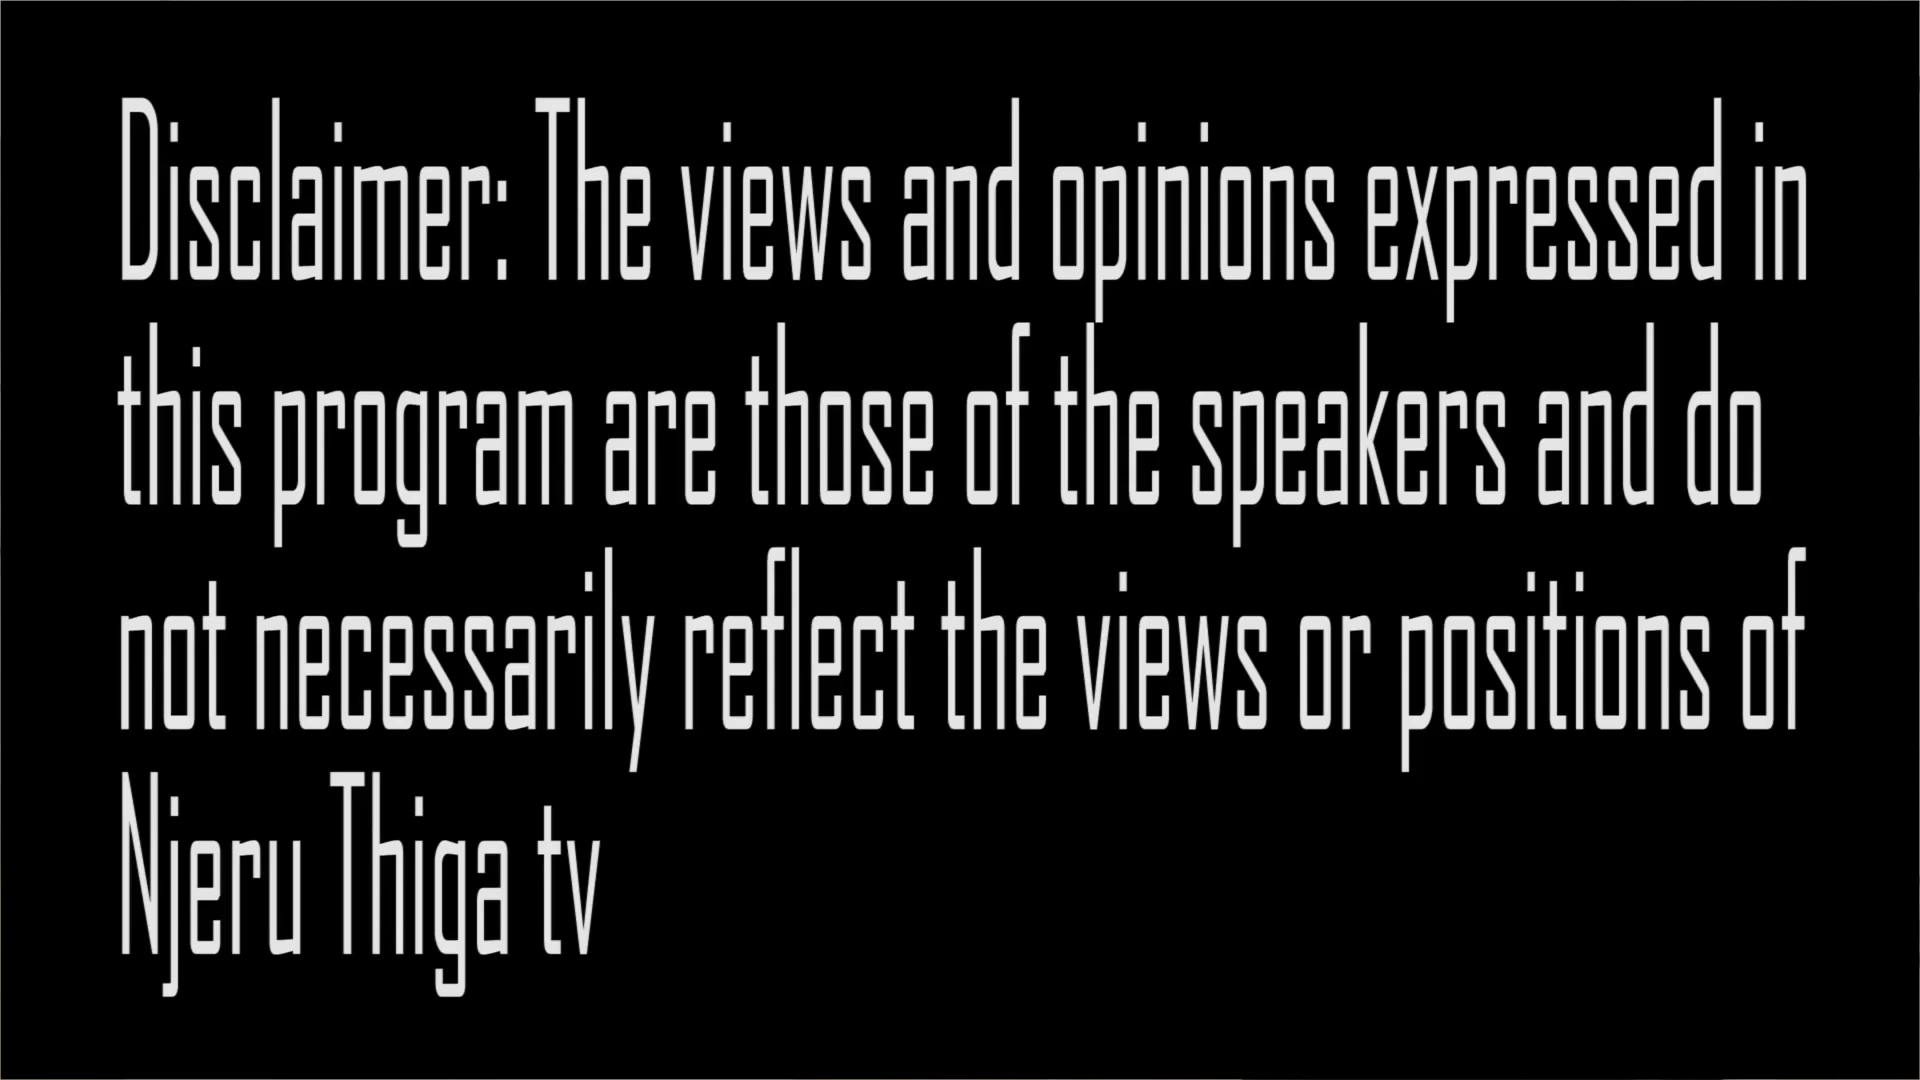 Disclaimer: The views and opinions expressed in
this program are those of the speakers and do
not necessarily reflect the views or positions of
Njeru Thiga tv